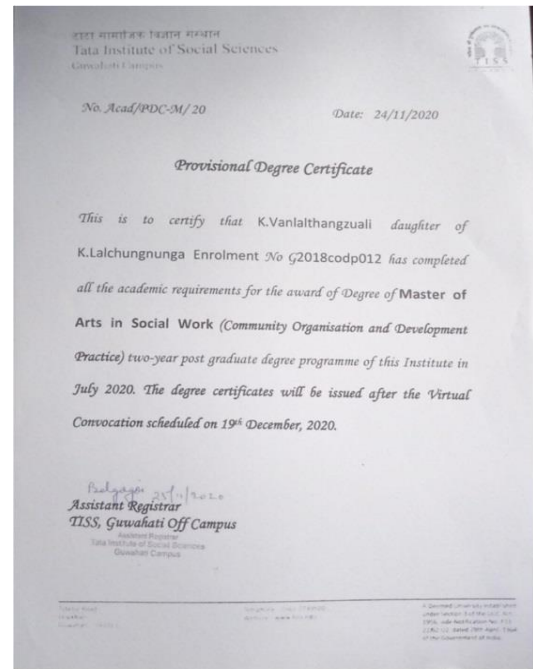 टाटा सामाजिक विज्ञान संस्थान
Tata Institute of Social Sciences
Guwahati Campus
TISS
No. Acad/PDC-M/ 20
Date: 24/11/2020
Provisional Degree Certificate
This is to certify that K.Vanlalthangzuali daughter of
K.Lalchungnunga Enrolment No G2018codp012 has completed
all the academic requirements for the award of Degree of Master of
Arts in Social Work (Community Organisation and Development
Practice) two-year post graduate degree programme of this Institute in
July 2020. The degree certificates will be issued after the Virtual
Convocation scheduled on 19th December, 2020.
25/11/2020
Assistant Registrar
TISS, Guwahati Off Campus
Assistant Registrar
Tata Institute of Social Sciences
Guwahati Campus